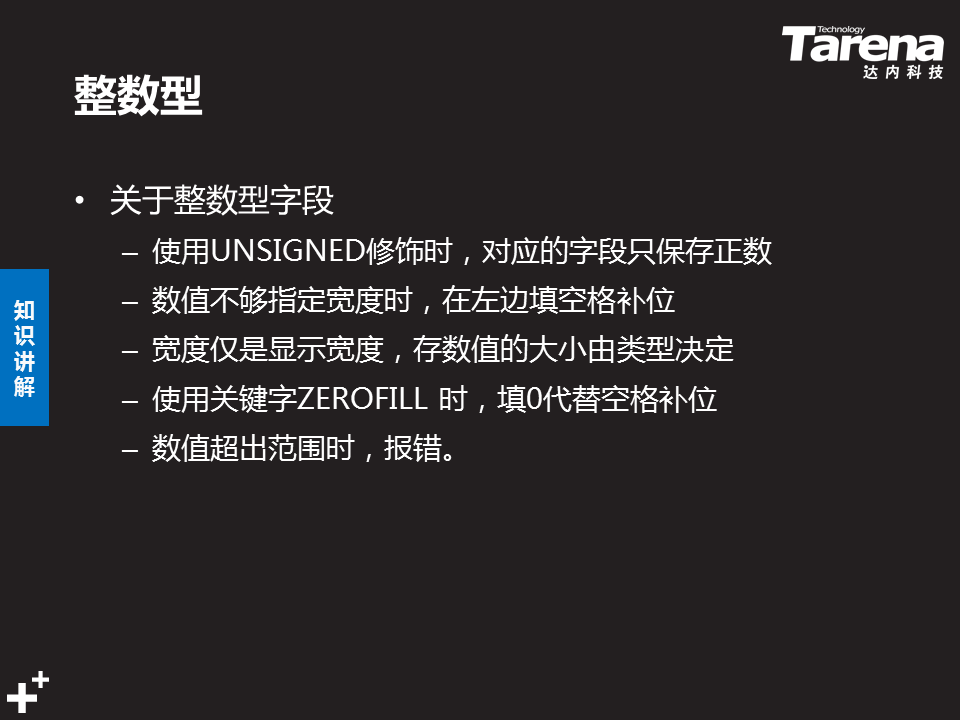 Technology
Tarena
达内科技
整数型
• 关于整数型字段
– 使用UNSIGNED修饰时，对应的字段只保存正数
– 数值不够指定宽度时，在左边填空格补位
– 宽度仅是显示宽度，存数值的大小由类型决定
– 使用关键字ZEROFILL 时，填0代替空格补位
– 数值超出范围时，报错。
知识讲解